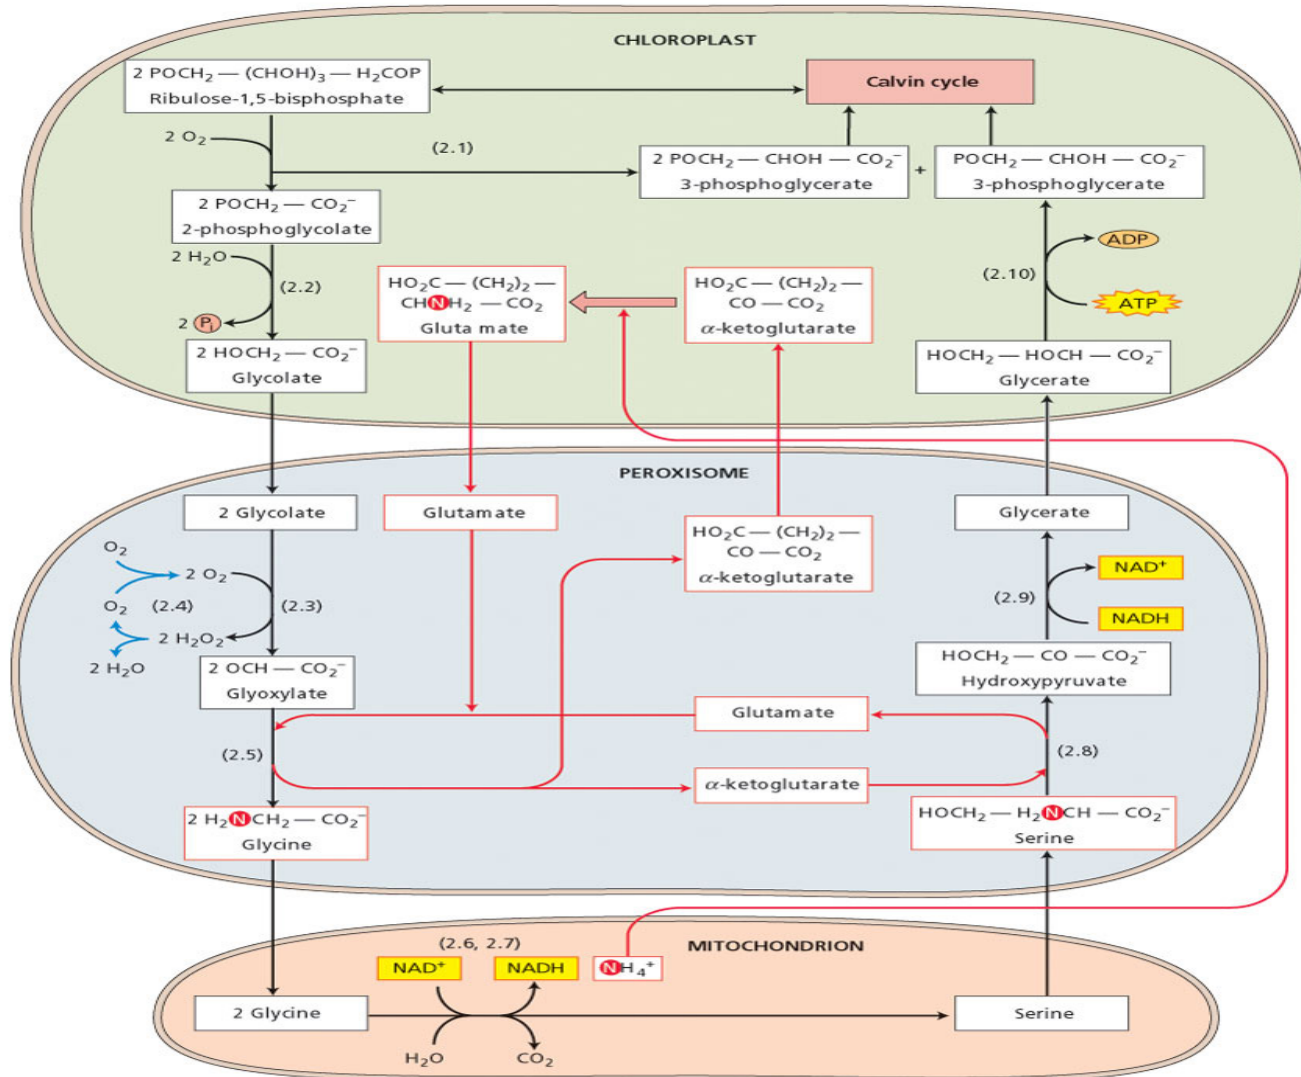 CHLOROPLAST
2 POCH₂ — (CHOH)₃ — H₂COP
Ribulose-1,5-bisphosphate
Calvin cycle
2 O₂
(2.1)
2 POCH₂ — CHOH — CO₂⁻
3-phosphoglycerate
+
POCH₂ — CHOH — CO₂⁻
3-phosphoglycerate
2 POCH₂ — CO₂⁻
2-phosphoglycolate
2 H₂O
(2.2)
2 Pᵢ
HO₂C — (CH₂)₂ —
CHNH₂ — CO₂
Gluta mate
HO₂C — (CH₂)₂ —
CO — CO₂
α-ketoglutarate
ADP
(2.10)
ATP
2 HOCH₂ — CO₂⁻
Glycolate
HOCH₂ — HOCH — CO₂⁻
Glycerate
PEROXISOME
2 Glycolate
Glutamate
HO₂C — (CH₂)₂ —
CO — CO₂
α-ketoglutarate
Glycerate
O₂
2 O₂
O₂
(2.4)
(2.3)
2 H₂O₂
2 H₂O
NAD⁺
(2.9)
NADH
2 OCH — CO₂⁻
Glyoxylate
HOCH₂ — CO — CO₂⁻
Hydroxypyruvate
Glutamate
(2.5)
(2.8)
α-ketoglutarate
2 H₂NCH₂ — CO₂⁻
Glycine
HOCH₂ — H₂NCH — CO₂⁻
Serine
MITOCHONDRION
(2.6, 2.7)
NAD⁺
NADH
NH₄⁺
2 Glycine
Serine
H₂O
CO₂